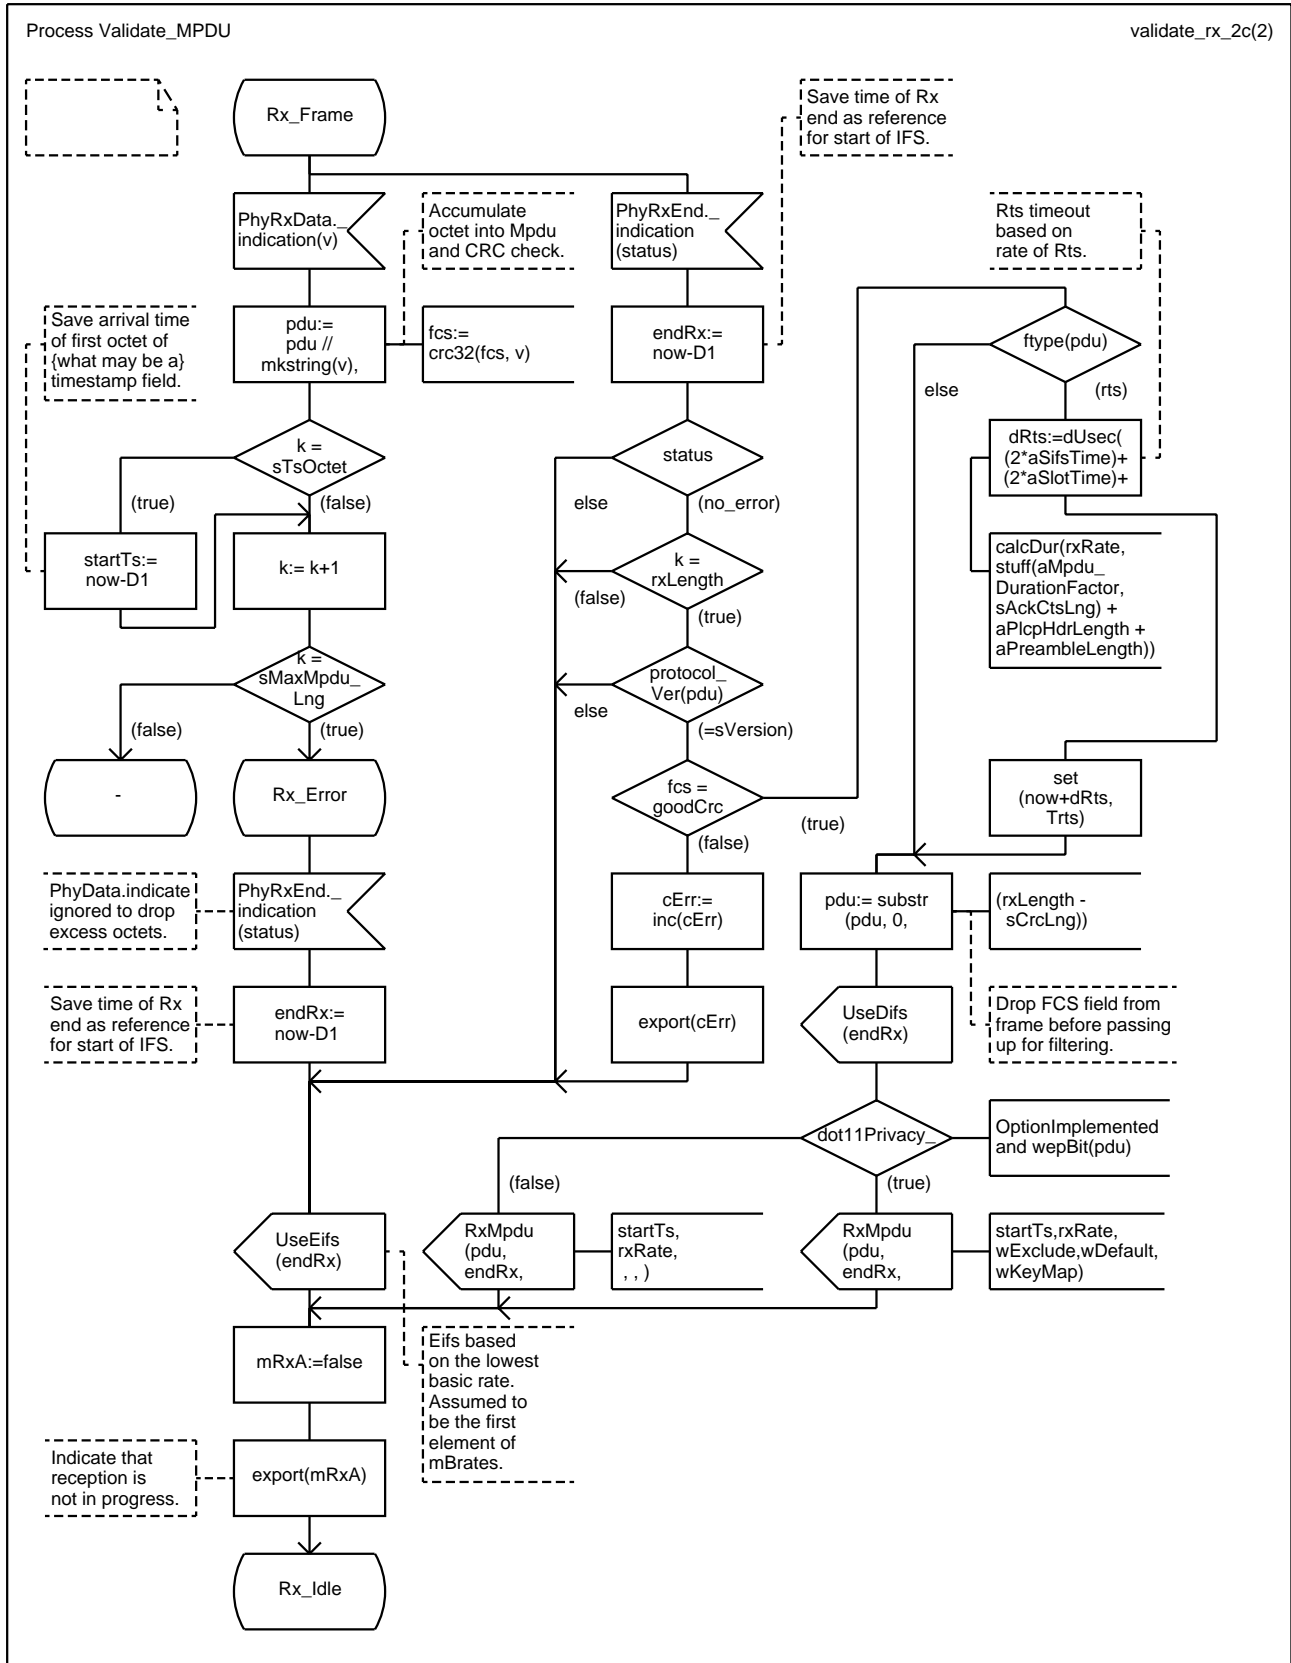 Process Validate_MPDU
validate_rx_2c(2)
Rx_Frame
Save time of Rx
end as reference
for start of IFS.
PhyRxData._
indication(v)
Accumulate
octet into Mpdu
and CRC check.
PhyRxEnd._
indication
(status)
Rts timeout
based on
rate of Rts.
Save arrival time
of first octet of
{what may be a}
timestamp field.
pdu:=
pdu //
mkstring(v),
fcs:=
crc32(fcs, v)
endRx:=
now-D1
ftype(pdu)
else
(rts)
k =
sTsOctet
(true)
(false)
status
else
(no_error)
dRts:=dUsec(
(2*aSifsTime)+
(2*aSlotTime)+
startTs:=
now-D1
k:= k+1
k =
rxLength
(false)
(true)
calcDur(rxRate,
stuff(aMpdu_
DurationFactor,
sAckCtsLng) +
aPlcpHdrLength +
aPreambleLength))
k =
sMaxMpdu_
Lng
(false)
(true)
protocol_
Ver(pdu)
else
(=sVersion)
-
Rx_Error
fcs =
goodCrc
(true)
(false)
set
(now+dRts,
Trts)
PhyData.indicate
ignored to drop
excess octets.
PhyRxEnd._
indication
(status)
cErr:=
inc(cErr)
pdu:= substr
(pdu, 0,
(rxLength -
sCrcLng))
Save time of Rx
end as reference
for start of IFS.
endRx:=
now-D1
export(cErr)
UseDifs
(endRx)
Drop FCS field from
frame before passing
up for filtering.
dot11Privacy_
OptionImplemented
and wepBit(pdu)
(false)
(true)
UseEifs
(endRx)
RxMpdu
(pdu,
endRx,
startTs,
rxRate,
, , )
RxMpdu
(pdu,
endRx,
startTs,rxRate,
wExclude,wDefault,
wKeyMap)
mRxA:=false
Eifs based
on the lowest
basic rate.
Assumed to
be the first
element of
mBrates.
Indicate that
reception is
not in progress.
export(mRxA)
Rx_Idle